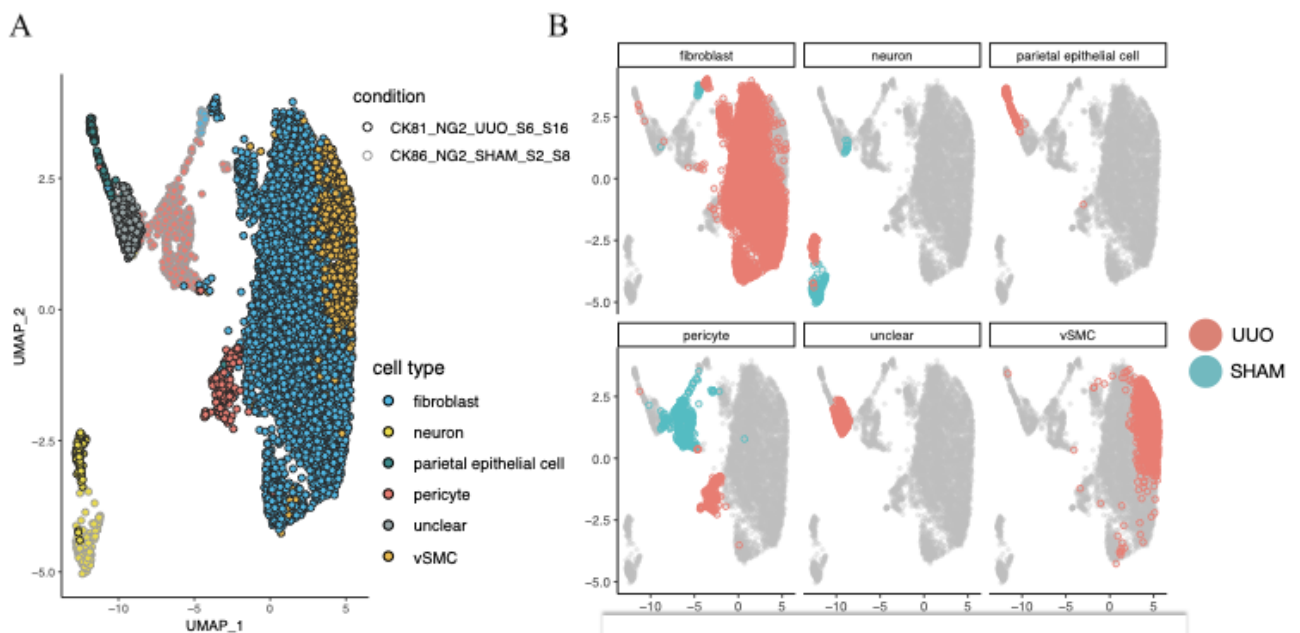 A
condition
CK81_NG2_UUO_S6_S16
CK86_NG2_SHAM_S2_S8
2.5
0.0
−2.5
−5.0
UMAP_2
−10
−5
0
5
UMAP_1
cell type
fibroblast
neuron
parietal epithelial cell
pericyte
unclear
vSMC
B
fibroblast
neuron
parietal epithelial cell
2.5
0.0
−2.5
−5.0
pericyte
unclear
vSMC
2.5
0.0
−2.5
−5.0
−10 −5 0 5
−10 −5 0 5
−10 −5 0 5
UUO
SHAM